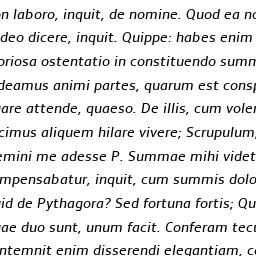 n laboro, inquit, de nomine. Quod ea no
deo dicere, inquit. Quippe: habes enim
oriosa ostentatio in constituendo summ
deamus animi partes, quarum est consp
are attende, quaeso. De illis, cum volem
cimus aliquem hilare vivere; Scrupulum,
emini me adesse P. Summae mihi videt
mpensabatur, inquit, cum summis dolo
id de Pythagora? Sed fortuna fortis; Qu
ae duo sunt, unum facit. Conferam tecu
ntemnit enim disserendi elegantiam, co